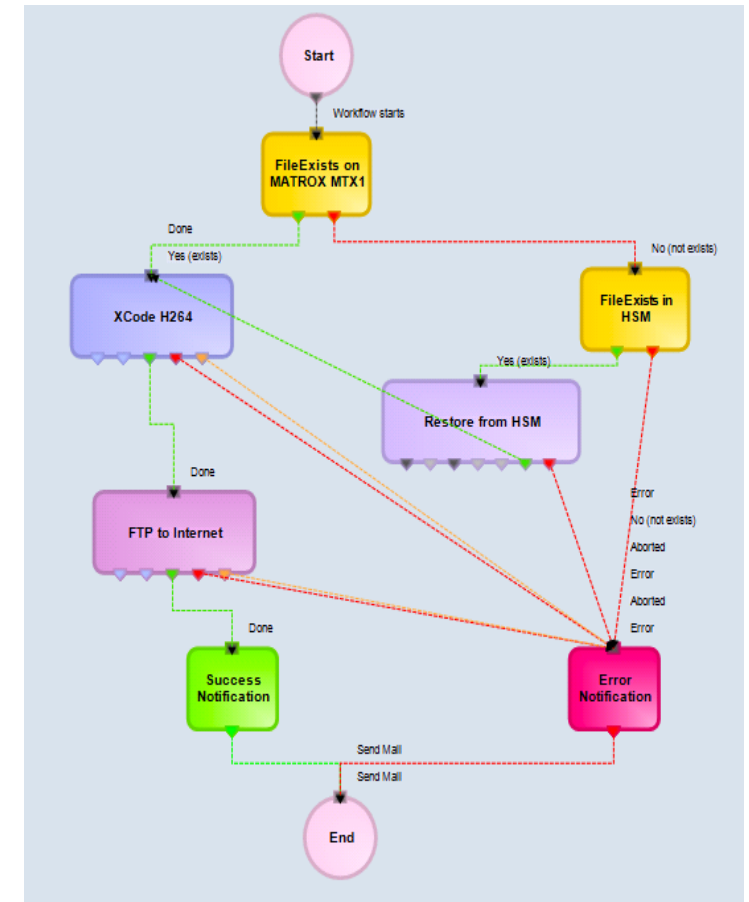 Start
Workflow starts
FileExists on
MATROX MTX1
Done
Yes (exists)
No (not exists)
XCode H264
FileExists in
HSM
Yes (exists)
Restore from HSM
Done
Error
FTP to Internet
No (not exists)
Aborted
Error
Aborted
Done
Error
Success
Notification
Error
Notification
Send Mail
Send Mail
End